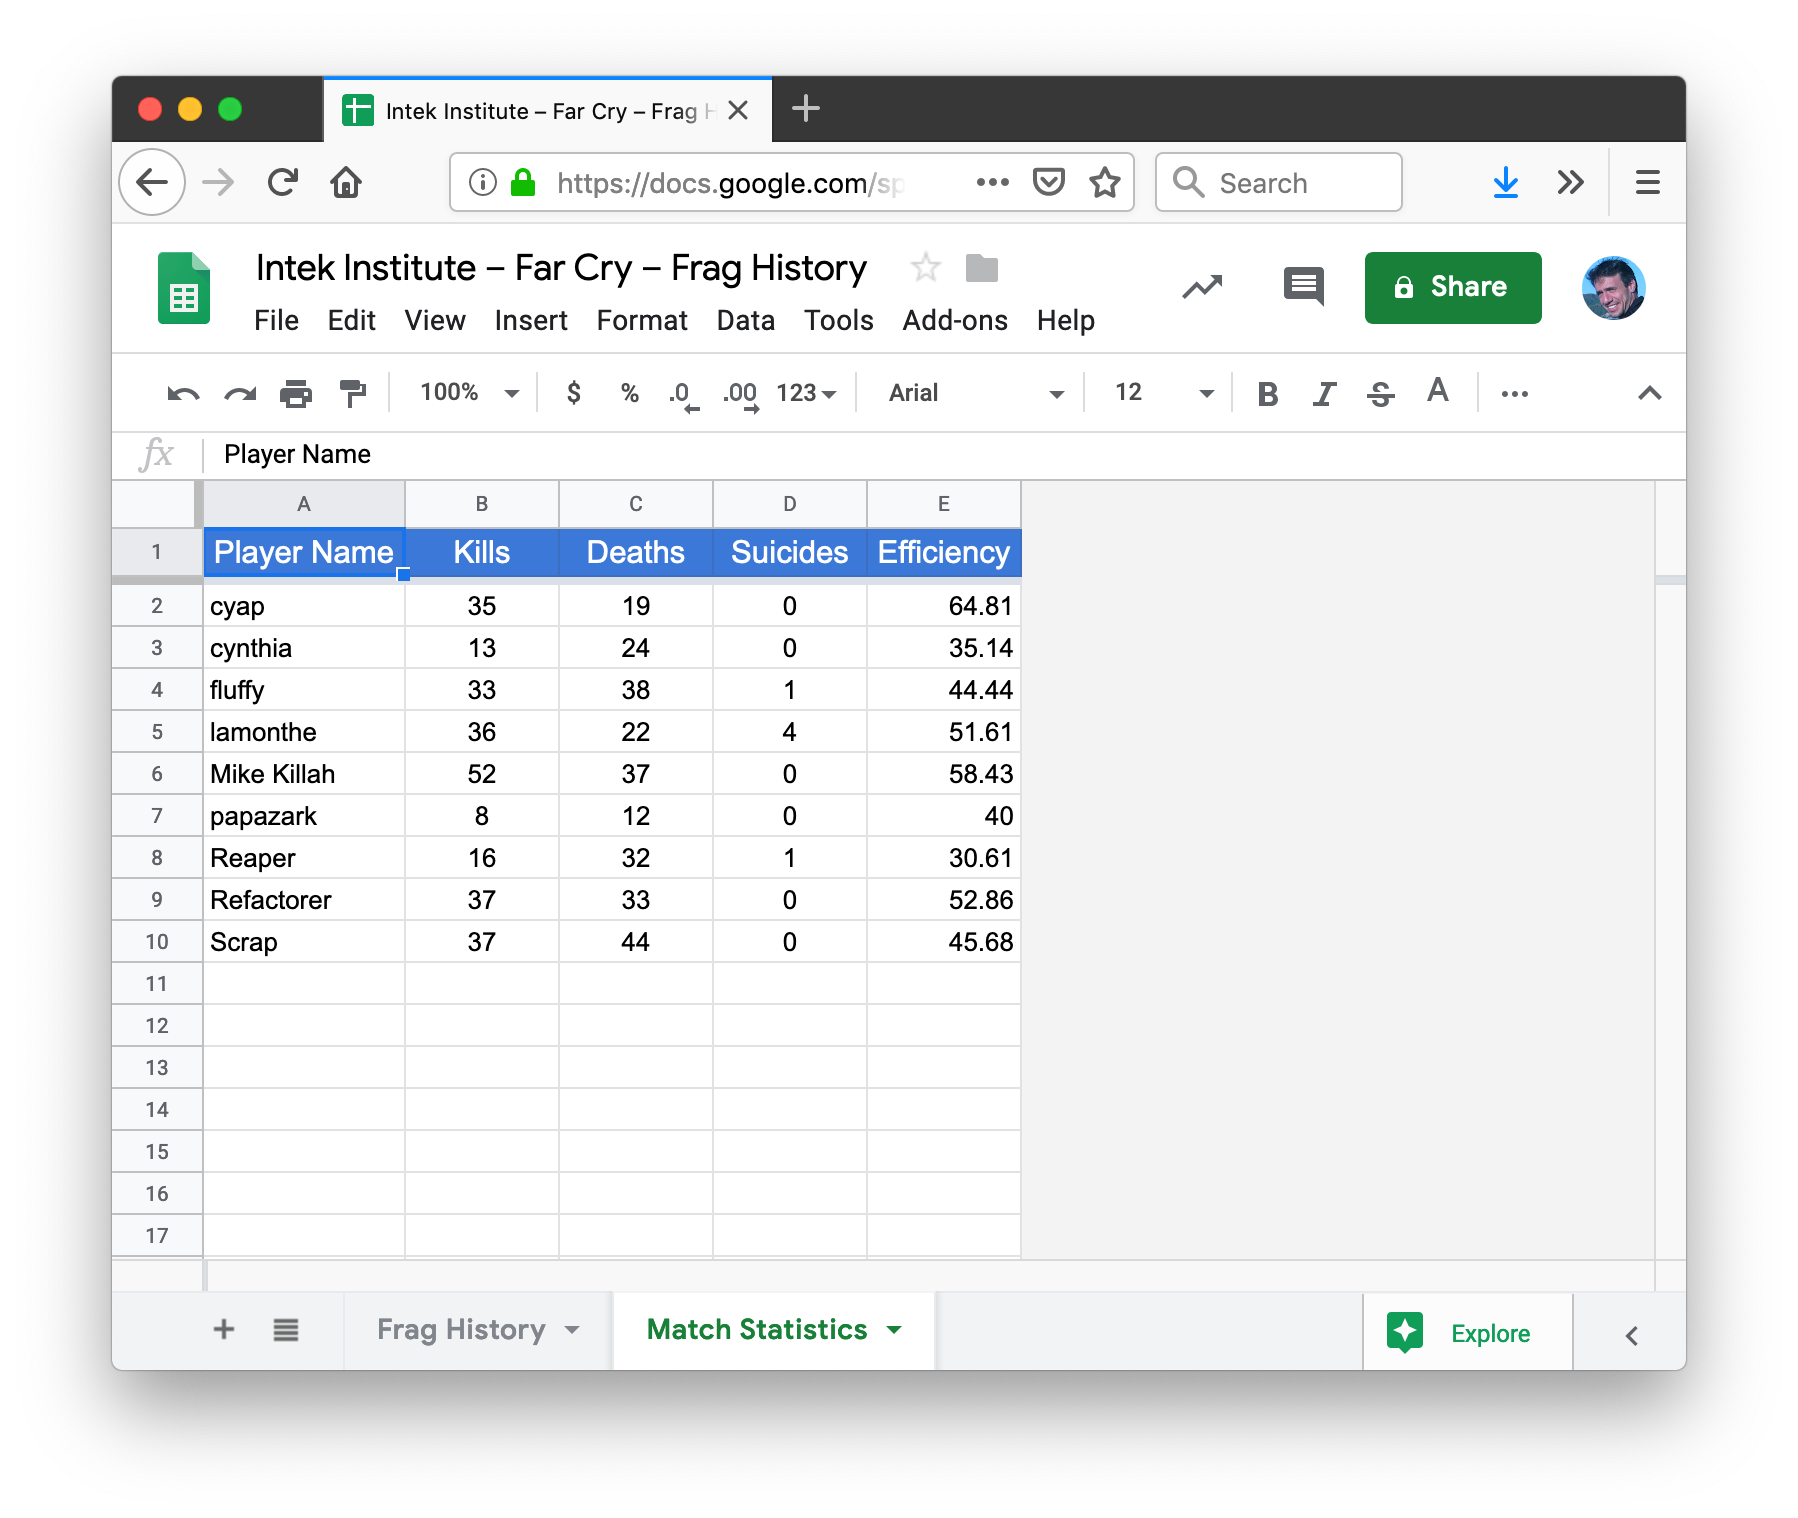 Intek Institute – Far Cry – Frag H
https://docs.google.com/sp
Search
Intek Institute – Far Cry – Frag History
File Edit View Insert Format Data Tools Add-ons Help
Share
100% $ % .0 .00 123 Arial 12 B I S A
fx Player Name
A B C D E
1 Player Name Kills Deaths Suicides Efficiency
2 cyap 35 19 0 64.81
3 cynthia 13 24 0 35.14
4 fluffy 33 38 1 44.44
5 lamonthe 36 22 4 51.61
6 Mike Killah 52 37 0 58.43
7 papazark 8 12 0 40
8 Reaper 16 32 1 30.61
9 Refactorer 37 33 0 52.86
10 Scrap 37 44 0 45.68
11
12
13
14
15
16
17
Frag History Match Statistics Explore